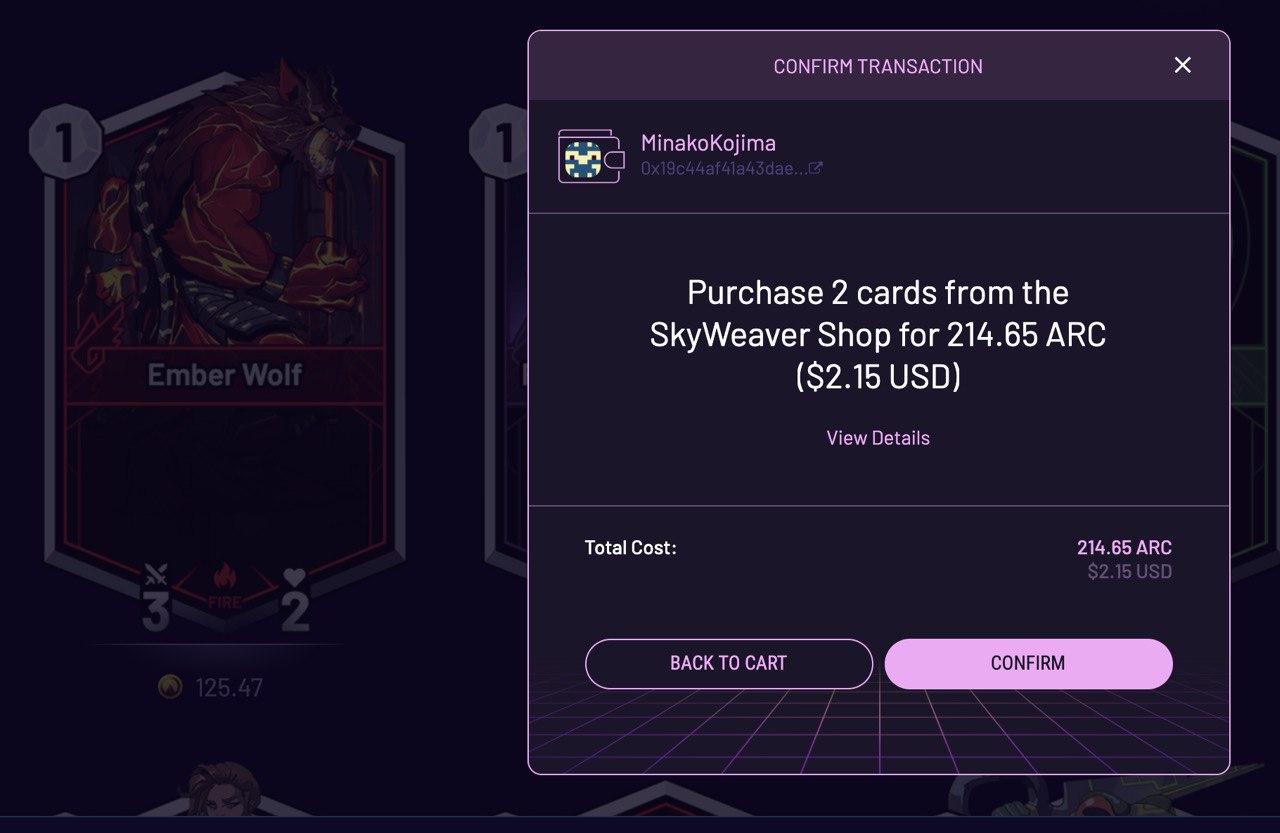 CONFIRM TRANSACTION
MinakoKojima
0x19c44af41a43dae...
Purchase 2 cards from the
SkyWeaver Shop for 214.65 ARC
($2.15 USD)
View Details
Total Cost:
214.65 ARC
$2.15 USD
BACK TO CART
CONFIRM
1
Ember Wolf
3
FIRE
2
125.47
1